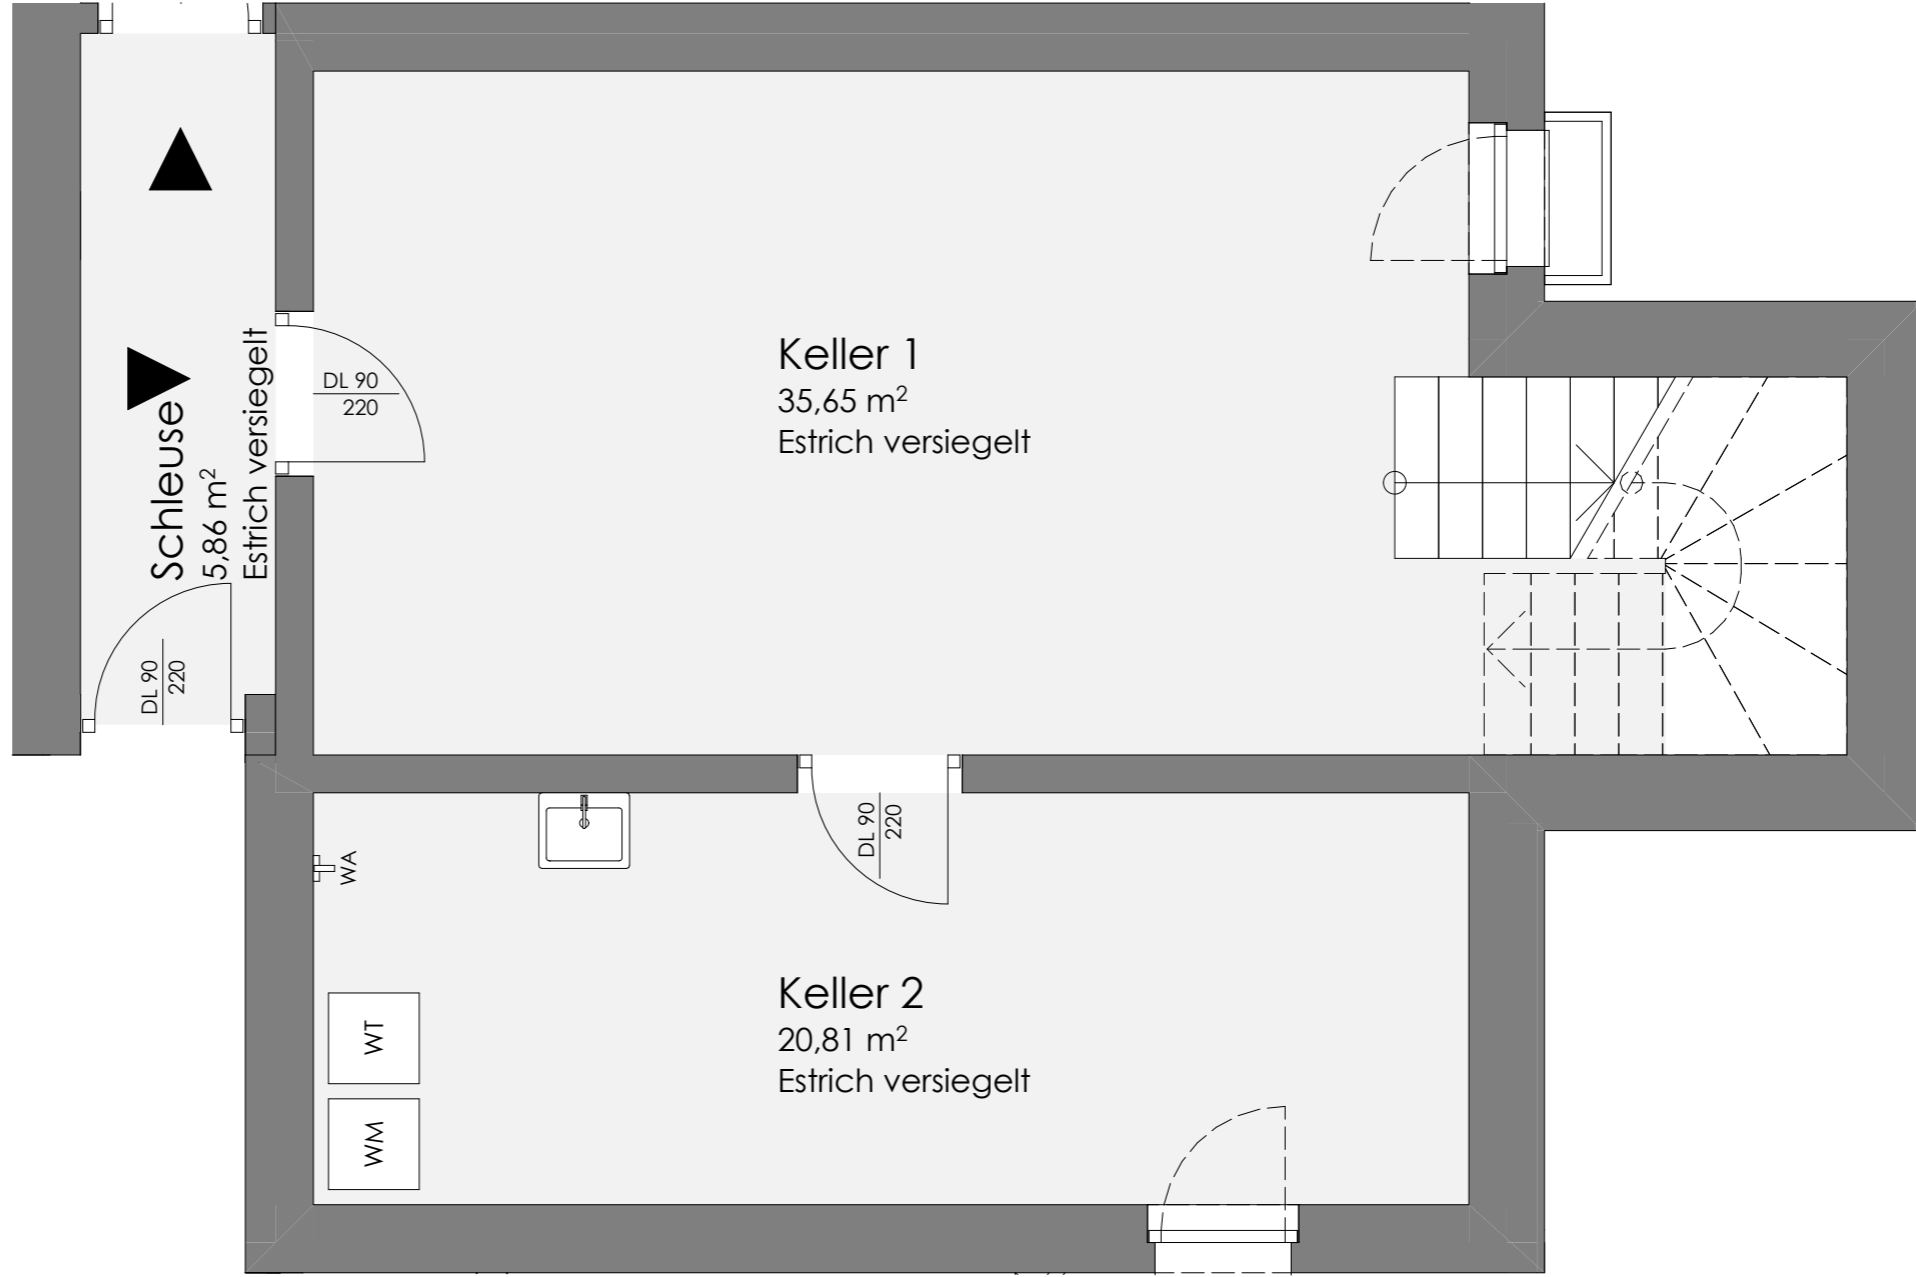 Keller 1
35,65 m²
Estrich versiegelt
DL 90
220
Schleuse
5,86 m²
Estrich versiegelt
DL 90
220
DL 90
220
WA
Keller 2
20,81 m²
Estrich versiegelt
WT
WM